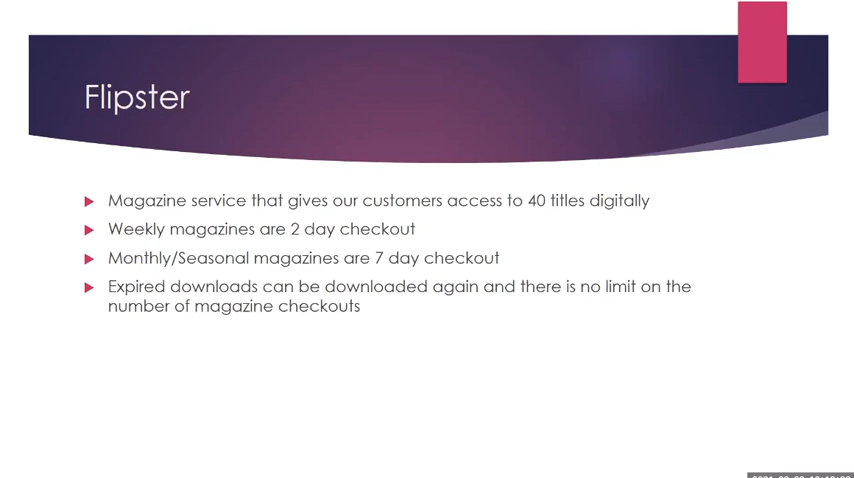 Flipster
Magazine service that gives our customers access to 40 titles digitally
Weekly magazines are 2 day checkout
Monthly/Seasonal magazines are 7 day checkout
Expired downloads can be downloaded again and there is no limit on the
number of magazine checkouts